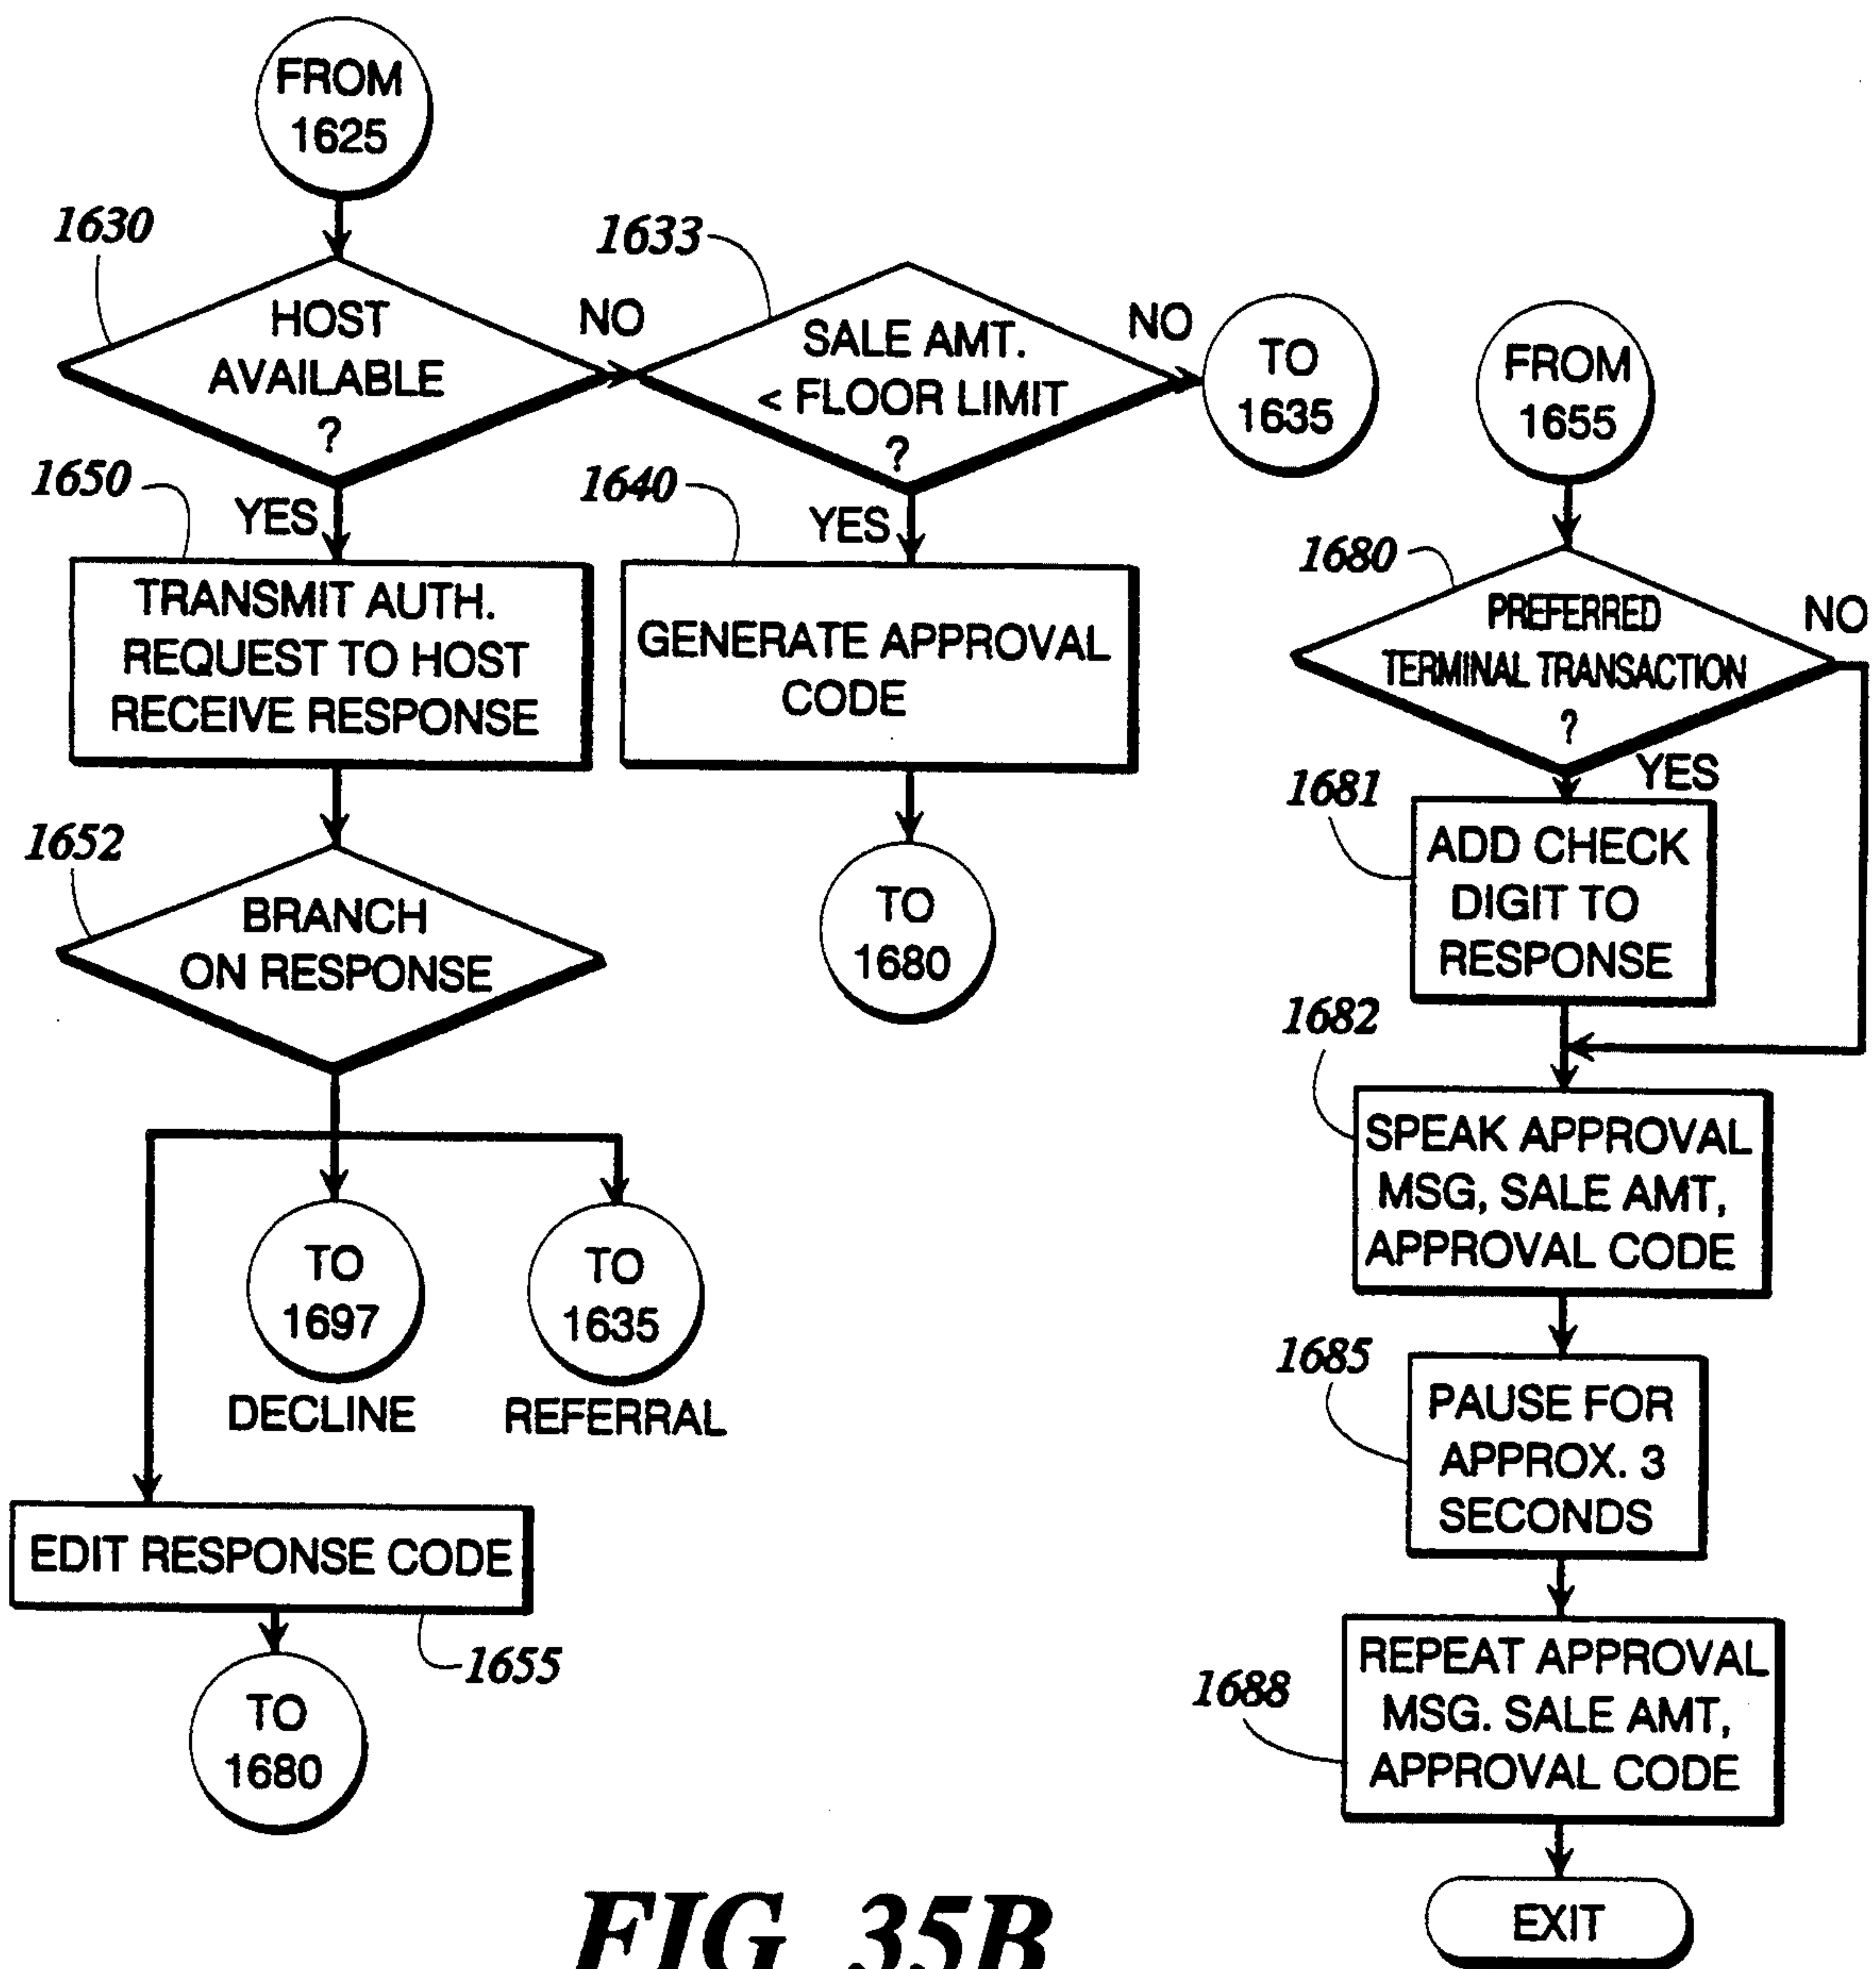 FROM
1625
1630
HOST
AVAILABLE
?
NO
1633
SALE AMT.
< FLOOR LIMIT
?
NO
TO
1635
YES
1650
TRANSMIT AUTH.
REQUEST TO HOST
RECEIVE RESPONSE
YES
1640
GENERATE APPROVAL
CODE
TO
1680
1652
BRANCH
ON RESPONSE
TO
1697
DECLINE
TO
1635
REFERRAL
EDIT RESPONSE CODE
1655
TO
1680
FROM
1655
1680
PREFERRED
TERMINAL TRANSACTION
?
NO
YES
1681
ADD CHECK
DIGIT TO
RESPONSE
1682
SPEAK APPROVAL
MSG, SALE AMT,
APPROVAL CODE
1685
PAUSE FOR
APPROX. 3
SECONDS
1688
REPEAT APPROVAL
MSG. SALE AMT,
APPROVAL CODE
EXIT
FIG 35B